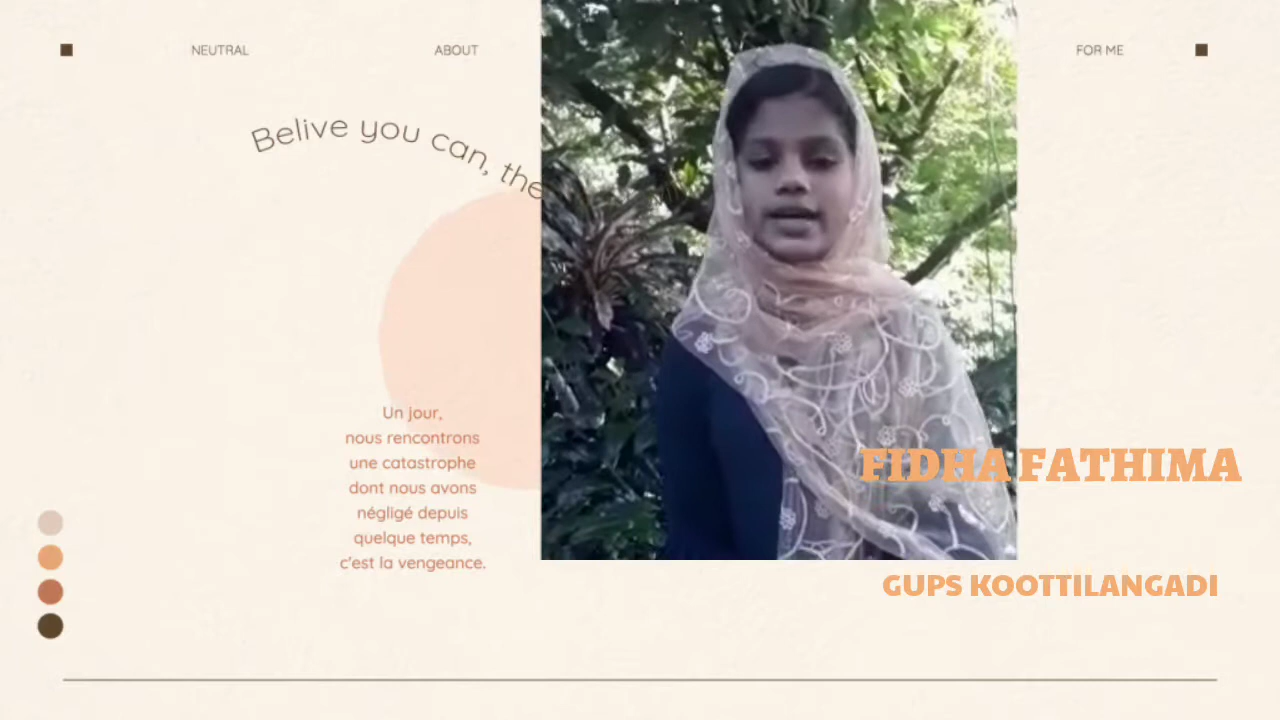 NEUTRAL
ABOUT
FOR ME
Belive you can, the
Un jour,
nous rencontrons
une catastrophe
dont nous avons
négligé depuis
quelque temps,
c'est la vengeance.
FIDHA FATHIMA
GUPS KOOTTILANGADI